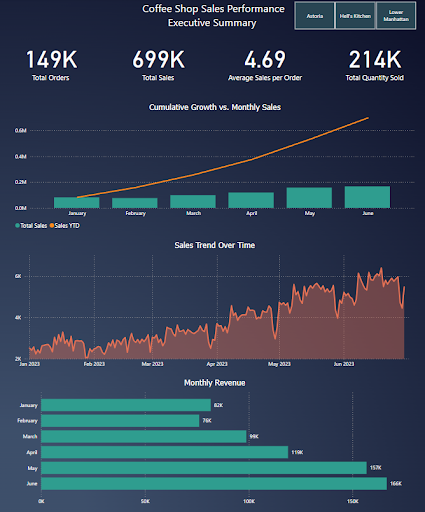 Coffee Shop Sales Performance
Executive Summary
Astoria
Hell's Kitchen
Lower
Manhattan
149K
Total Orders
699K
Total Sales
4.69
Average Sales per Order
214K
Total Quantity Sold
Cumulative Growth vs. Monthly Sales
0.6M
0.4M
0.2M
0.0M
January
February
March
April
May
June
Total Sales
Sales YTD
Sales Trend Over Time
6K
4K
2K
Jan 2023
Feb 2023
Mar 2023
Apr 2023
May 2023
Jun 2023
Monthly Revenue
January
82K
February
76K
March
99K
April
119K
May
157K
June
166K
0K
50K
100K
150K